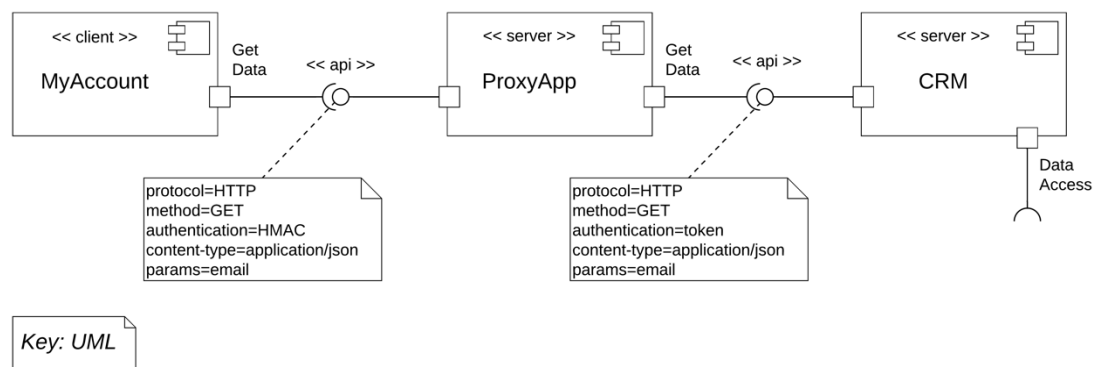 << client >>
MyAccount
Get
Data
<< api >>
<< server >>
ProxyApp
Get
Data
<< api >>
<< server >>
CRM
Data
Access
protocol=HTTP
method=GET
authentication=HMAC
content-type=application/json
params=email
protocol=HTTP
method=GET
authentication=token
content-type=application/json
params=email
Key: UML